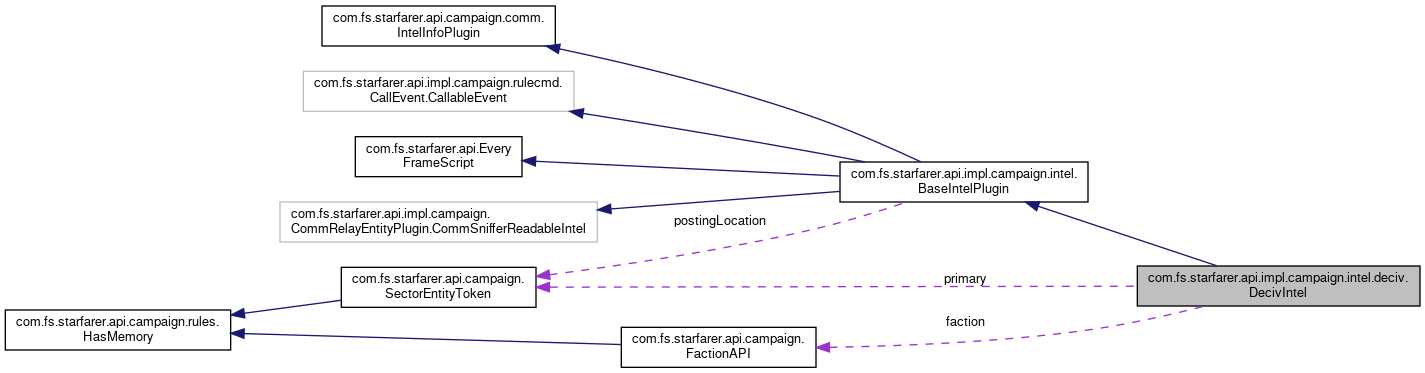 com.fs.starfarer.api.campaign.comm.
IntelInfoPlugin
com.fs.starfarer.api.impl.campaign.rulecmd.
CallEvent.CallableEvent
com.fs.starfarer.api.Every
FrameScript
com.fs.starfarer.api.impl.campaign.intel.
BaseIntelPlugin
com.fs.starfarer.api.impl.campaign.
CommRelayEntityPlugin.CommSnifferReadableIntel
postingLocation
com.fs.starfarer.api.campaign.
SectorEntityToken
primary
com.fs.starfarer.api.impl.campaign.intel.deciv.
DecivIntel
com.fs.starfarer.api.campaign.rules.
HasMemory
faction
com.fs.starfarer.api.campaign.
FactionAPI